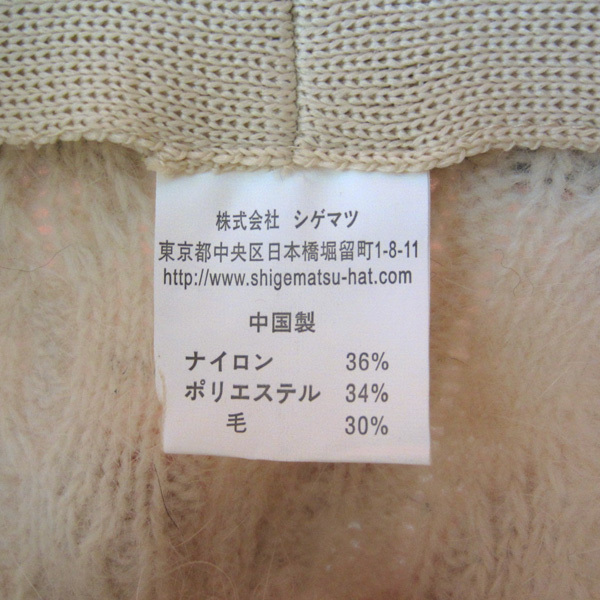 株式会社 シゲマツ
東京都中央区日本橋堀留町1-8-11
http://www.shigematsu-hat.com
中国製
ナイロン 36%
ポリエステル 34%
毛 30%